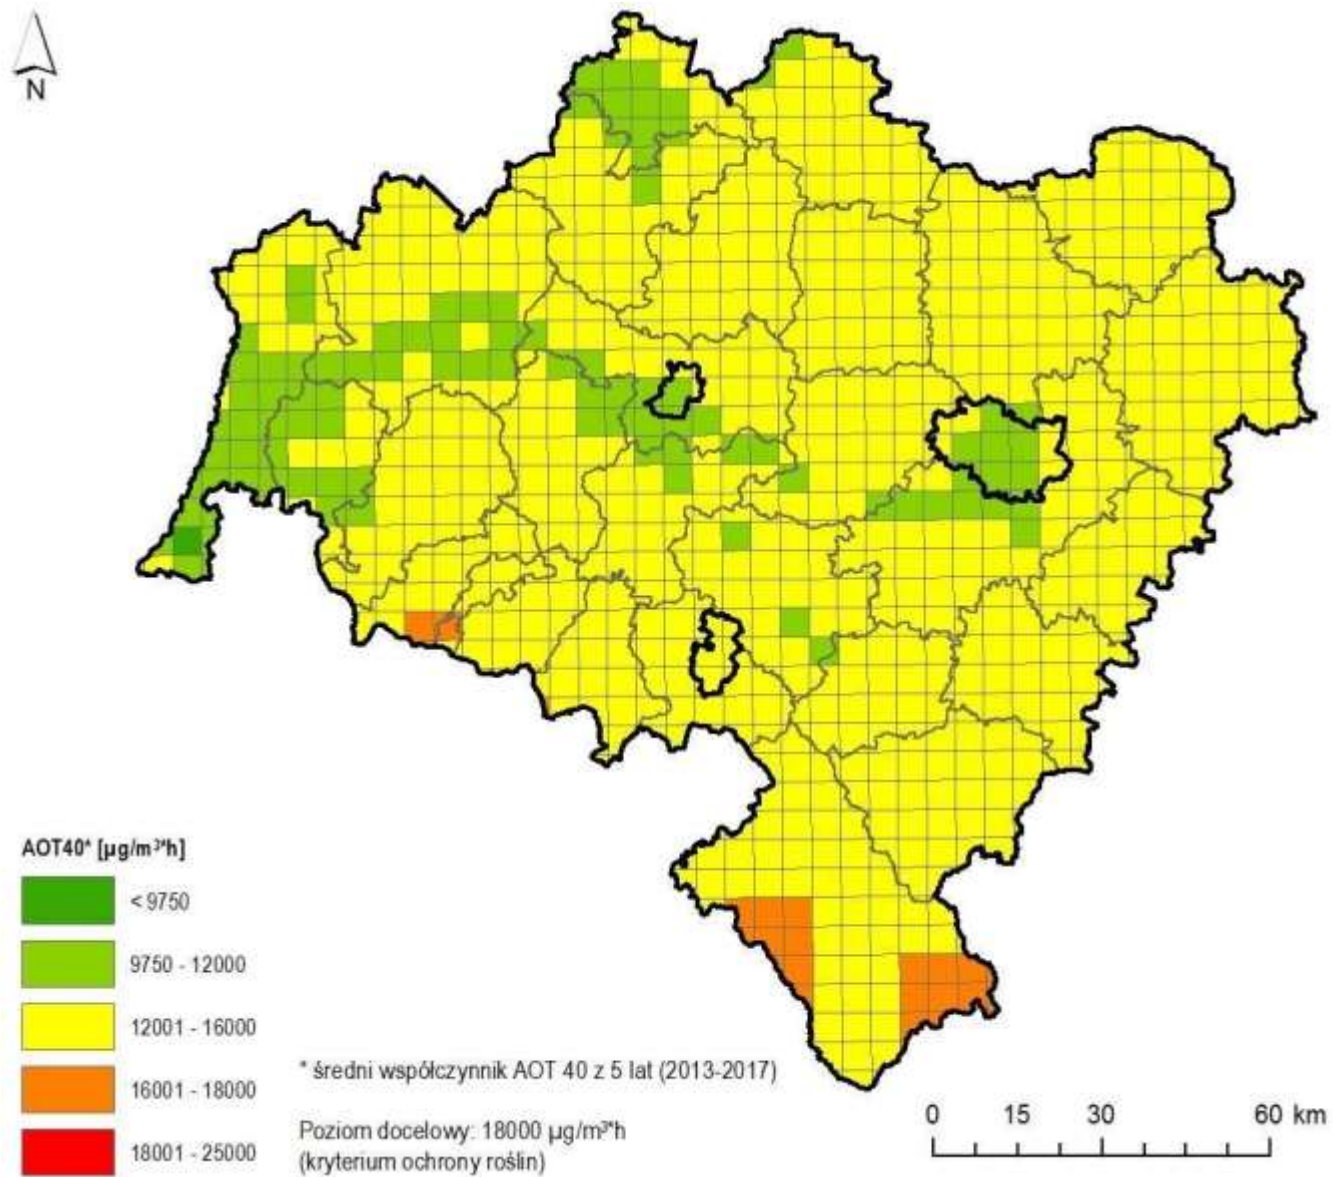 N
AOT40* [µg/m³*h]
< 9750
9750 - 12000
12001 - 16000
16001 - 18000
18001 - 25000
* średni współczynnik AOT 40 z 5 lat (2013-2017)
Poziom docelowy: 18000 µg/m³*h
(kryterium ochrony roślin)
0 15 30 60 km